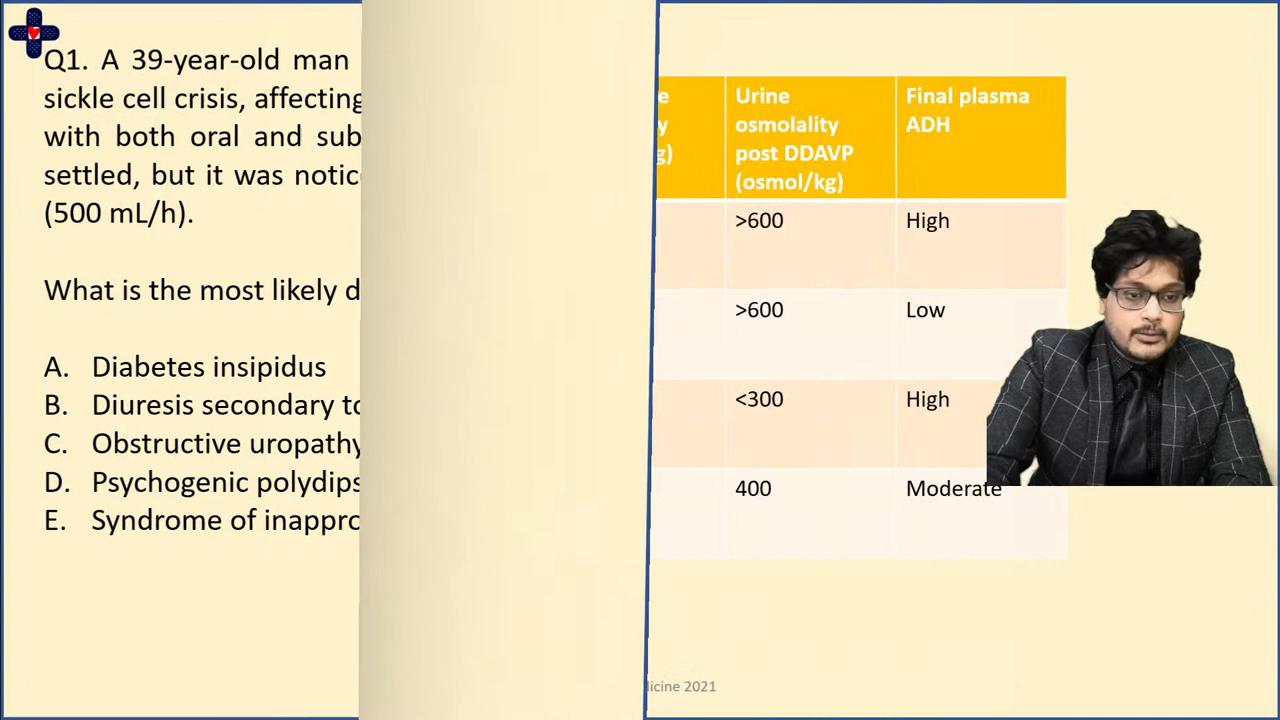 Q1. A 39-year-old man
sickle cell crisis, affecting
with both oral and sub
settled, but it was notic
(500 mL/h).
What is the most likely d
A. Diabetes insipidus
B. Diuresis secondary to
C. Obstructive uropathy
D. Psychogenic polydips
E. Syndrome of inappro
e
y
g)
Urine
osmolality
post DDAVP
(osmol/kg)
Final plasma
ADH
>600 High
>600 Low
<300 High
400 Moderate
licine 2021